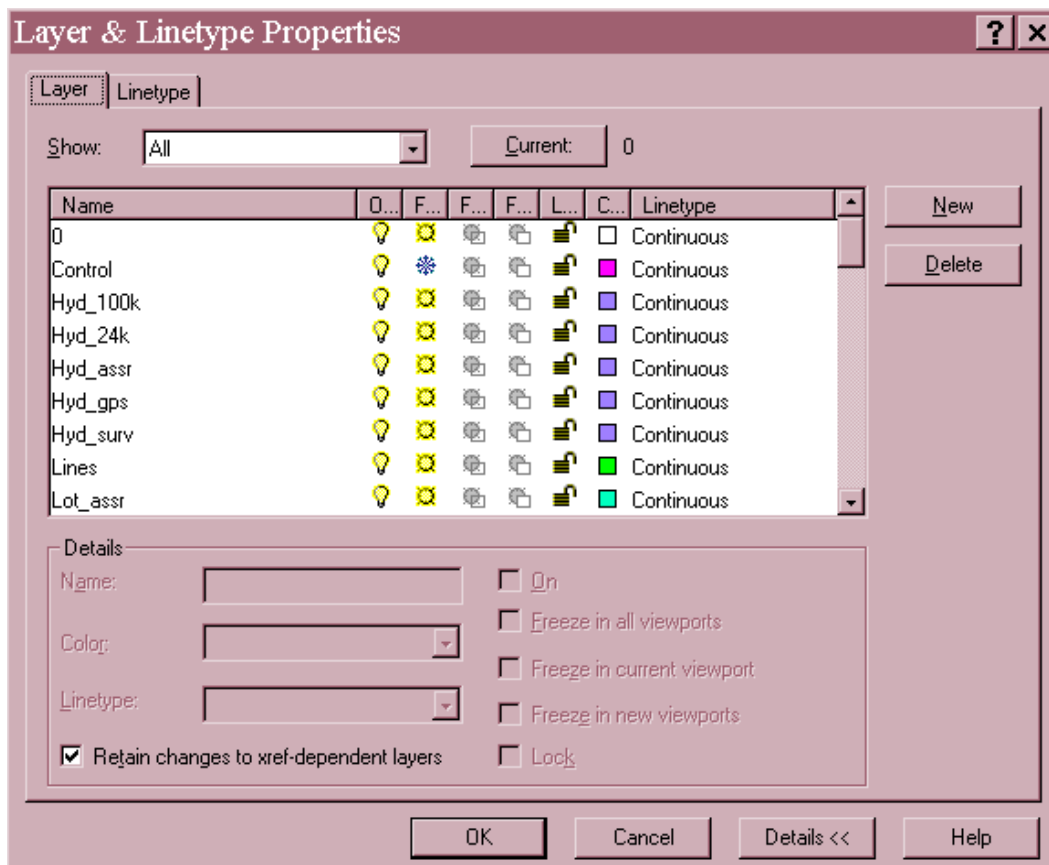 Layer & Linetype Properties
Layer Linetype
Show: All Current: 0
Name O... F... F... F... L... C... Linetype
0 Continuous
Control Continuous
Hyd_100k Continuous
Hyd_24k Continuous
Hyd_assr Continuous
Hyd_gps Continuous
Hyd_surv Continuous
Lines Continuous
Lot_assr Continuous
New
Delete
Details
Name:
Color:
Linetype:
Retain changes to xref-dependent layers
On
Freeze in all viewports
Freeze in current viewport
Freeze in new viewports
Lock
OK Cancel Details << Help